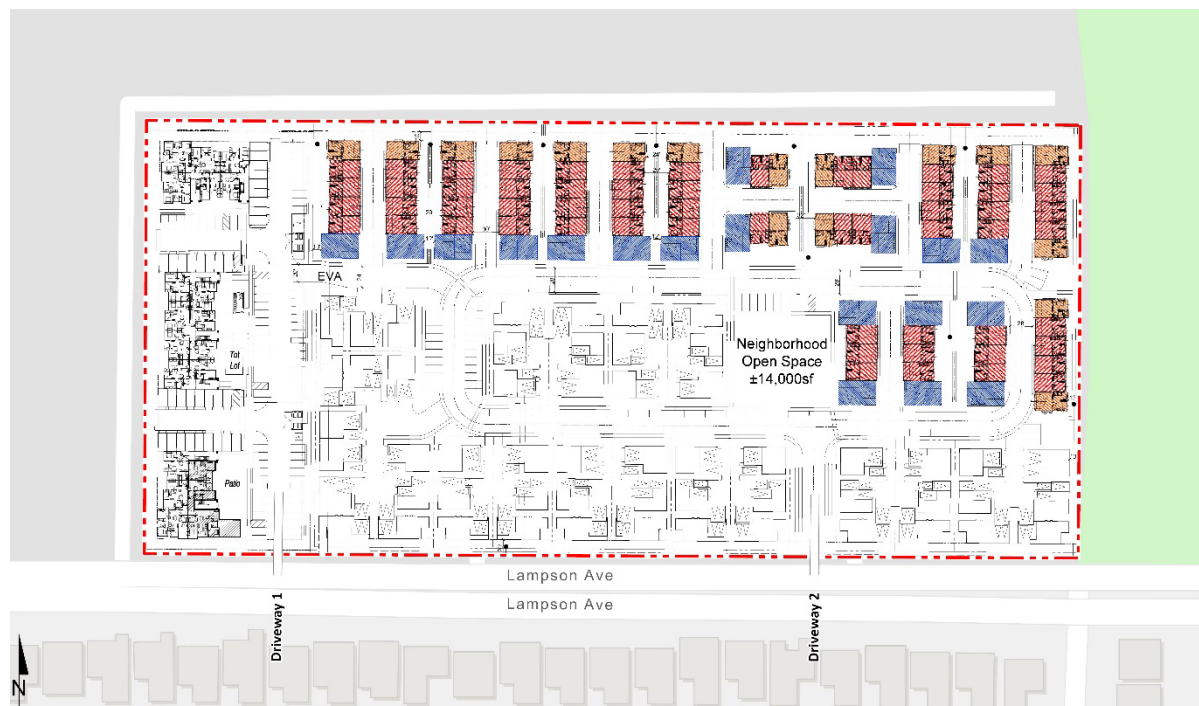 EVA
Tot
Lot
Neighborhood
Open Space
±14,000sf
Patio
Lampson Ave
Lampson Ave
Driveway 1
Driveway 2
N